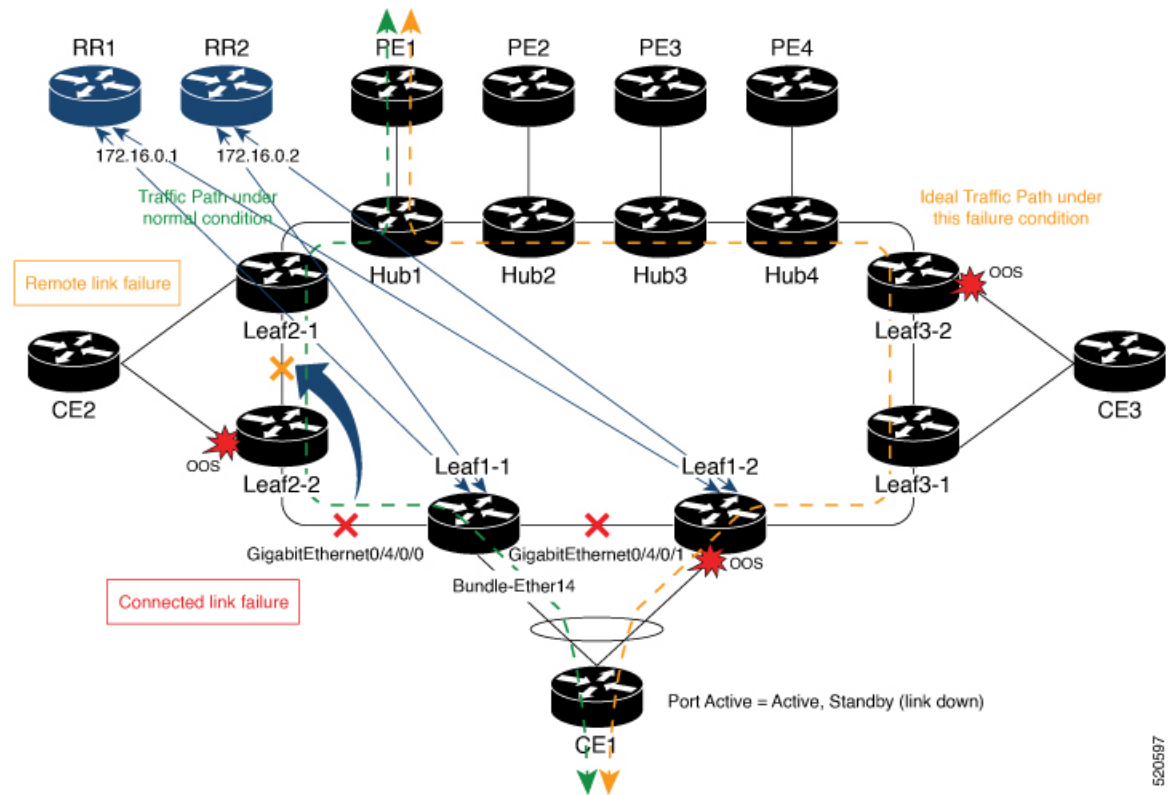 RR1
RR2
PE1
PE2
PE3
PE4
172.16.0.1
172.16.0.2
Traffic Path under
normal condition
Ideal Traffic Path under
this failure condition
Hub1
Hub2
Hub3
Hub4
Remote link failure
OOS
Leaf2-1
Leaf3-2
CE2
CE3
OOS
Leaf2-2
Leaf1-1
Leaf1-2
Leaf3-1
GigabitEthernet0/4/0/0
GigabitEthernet0/4/0/1
OOS
Bundle-Ether14
Connected link failure
Port Active = Active, Standby (link down)
CE1
520597